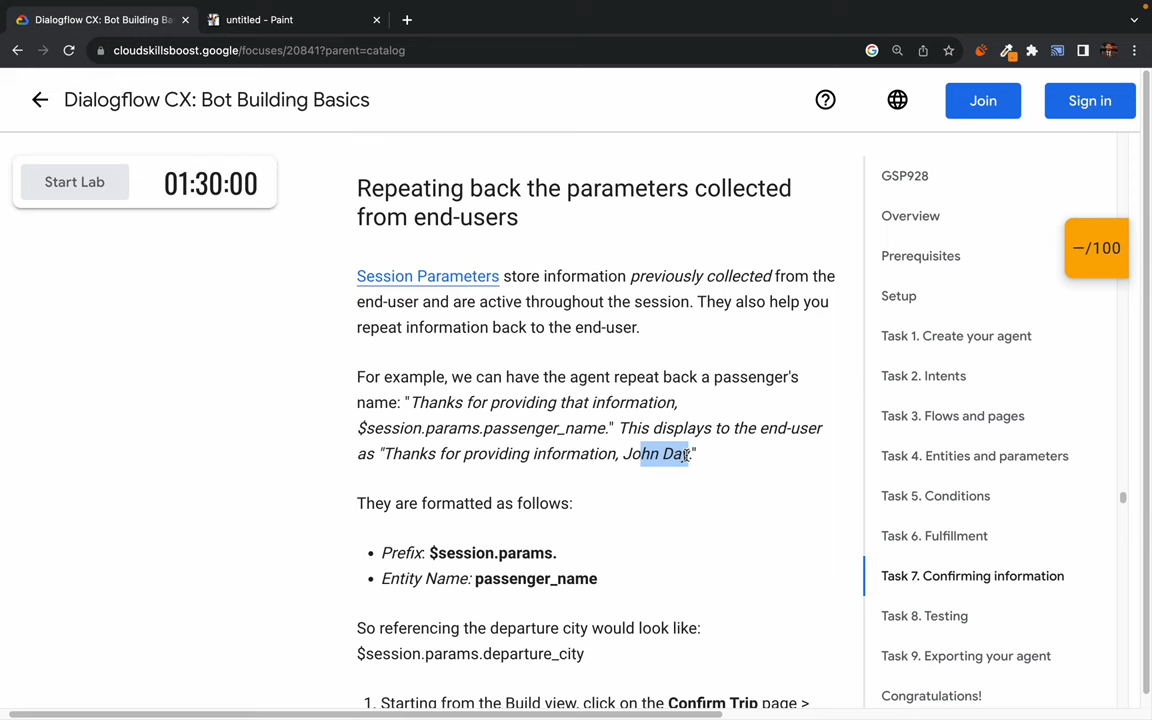 Dialogflow CX: Bot Building Ba
untitled - Paint
cloudskillsboost.google/focuses/20841?parent=catalog
Dialogflow CX: Bot Building Basics
Join
Sign in
Start Lab
01:30:00
Repeating back the parameters collected
from end-users
Session Parameters store information previously collected from the
end-user and are active throughout the session. They also help you
repeat information back to the end-user.
For example, we can have the agent repeat back a passenger's
name: "Thanks for providing that information,
$session.params.passenger_name." This displays to the end-user
as "Thanks for providing information, John Day."
They are formatted as follows:
• Prefix: $session.params.
• Entity Name: passenger_name
So referencing the departure city would look like:
$session.params.departure_city
1. Starting from the Build view, click on the Confirm Trip page >
GSP928
Overview
Prerequisites
Setup
Task 1. Create your agent
Task 2. Intents
Task 3. Flows and pages
Task 4. Entities and parameters
Task 5. Conditions
Task 6. Fulfillment
Task 7. Confirming information
Task 8. Testing
Task 9. Exporting your agent
Congratulations!
—/100